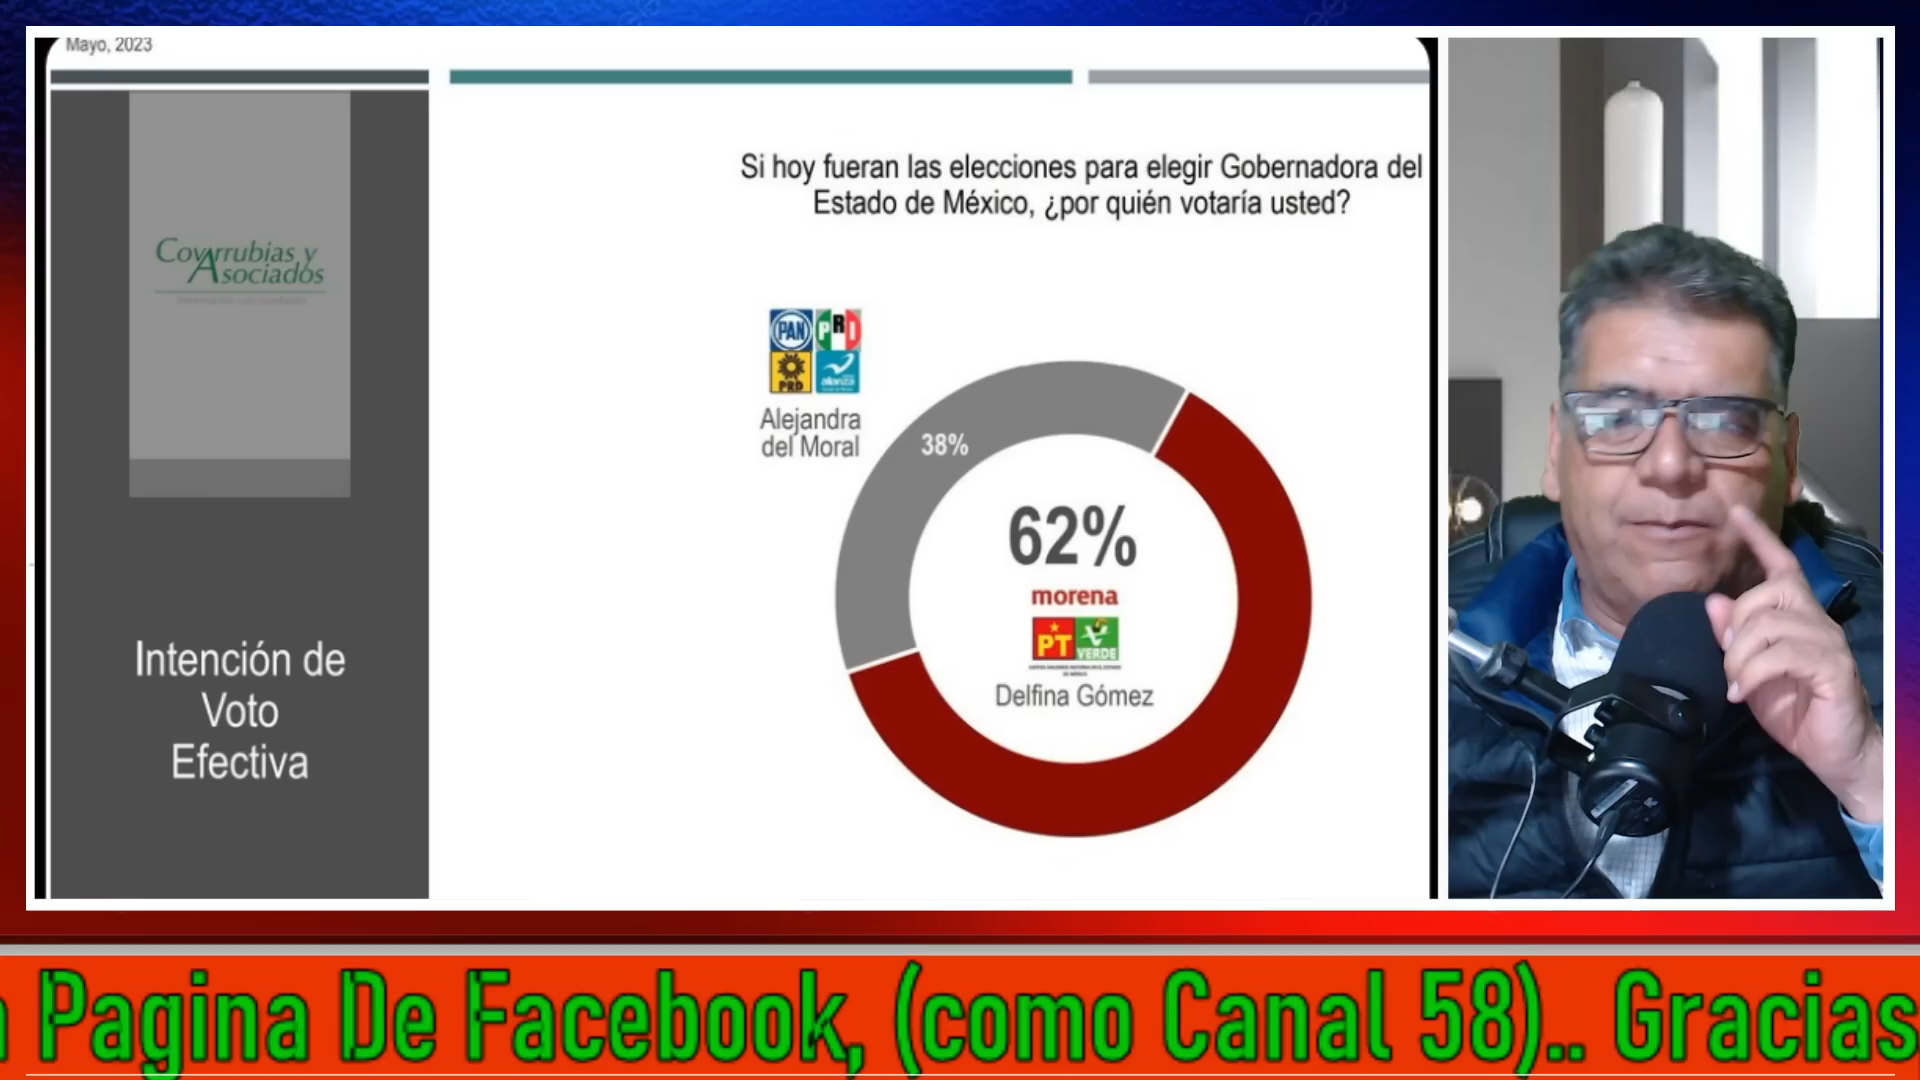 Mayo, 2023
Covarrubias y
Asociados
Intención de
Voto
Efectiva
Si hoy fueran las elecciones para elegir Gobernadora del
Estado de México, ¿por quién votaría usted?
PAN
PRI
PRD
alianza
Alejandra
del Moral
38%
62%
morena
PT
VERDE
Delfina Gómez
Pagina De Facebook, (como Canal 58).. Gracias